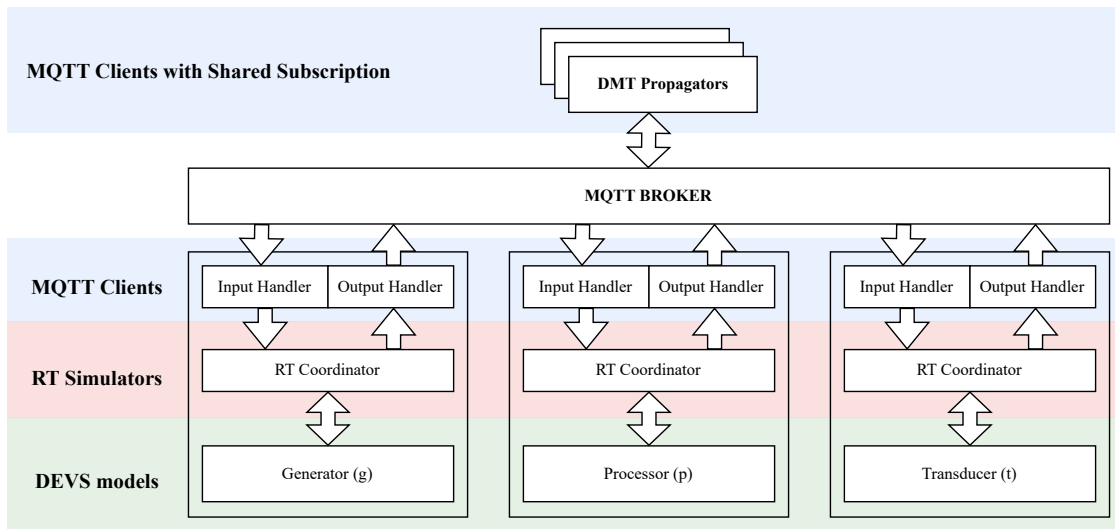 MQTT Clients with Shared Subscription
DMT Propagators
MQTT BROKER
MQTT Clients
Input Handler
Output Handler
Input Handler
Output Handler
Input Handler
Output Handler
RT Simulators
RT Coordinator
RT Coordinator
RT Coordinator
DEVS models
Generator (g)
Processor (p)
Transducer (t)